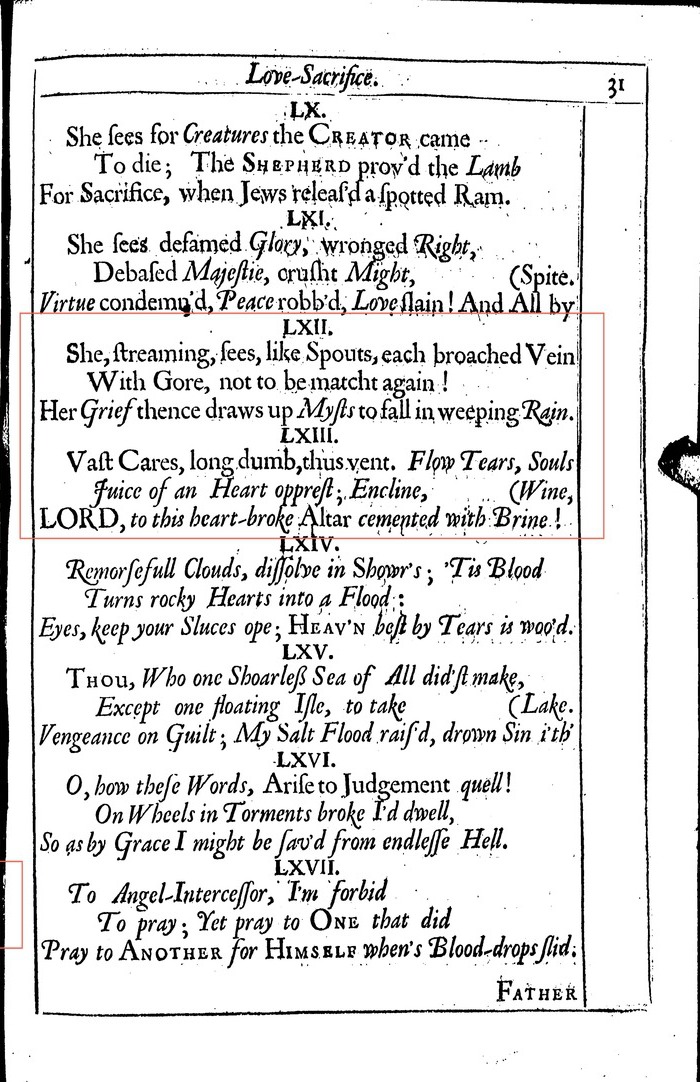 Love-Sacrifice. 31
LX.
She ſees for Creatures the CREATOR came
To die; The SHEPHERD prov'd the Lamb
For Sacrifice, when Jews releaſ'd a ſpotted Ram.
LXI.
She ſees defamed Glory, wronged Right,
Debaſed Majeſtie, cruſht Might, (Spite.
Virtue condemn'd, Peace robb'd, Love ſlain! And All by
LXII.
She, ſtreaming, ſees, like Spouts, each broached Vein
With Gore, not to be matcht again!
Her Grief thence draws up Myſts to fall in weeping Rain.
LXIII.
Vaſt Cares, long dumb, thus vent. Flow Tears, Souls
Juice of an Heart oppreſt; Encline, (Wine,
LORD, to this heart-broke Altar cemented with Brine!
LXIV.
Remorſefull Clouds, diſſolve in Show'rs; 'Tis Blood
Turns rocky Hearts into a Flood:
Eyes, keep your Sluces ope; HEAV'N beſt by Tears is woo'd.
LXV.
THOU, Who one Shoarleß Sea of All did'ſt make,
Except one floating Iſle, to take (Lake.
Vengeance on Guilt; My Salt Flood raiſ'd, drown Sin i'th'
LXVI.
O, how theſe Words, Ariſe to Judgement quell!
On Wheels in Torments broke I'd dwell,
So as by Grace I might be ſav'd from endleſſe Hell.
LXVII.
To Angel-Interceſſor, I'm forbid
To pray; Yet pray to ONE that did
Pray to ANOTHER for HIMSELF when's Blood-drops ſlid.
FATHER